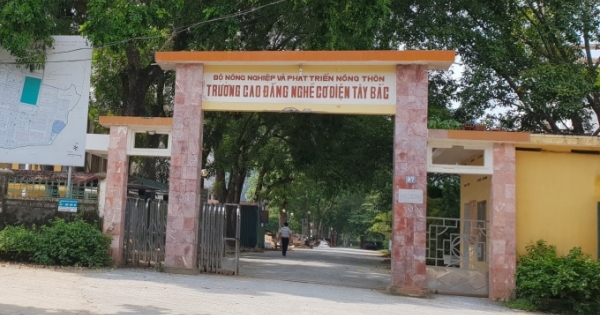 BỘ NÔNG NGHIỆP VÀ PHÁT TRIỂN NÔNG THÔN
TRƯỜNG CAO ĐẲNG NGHỀ CƠ ĐIỆN TÂY BẮC